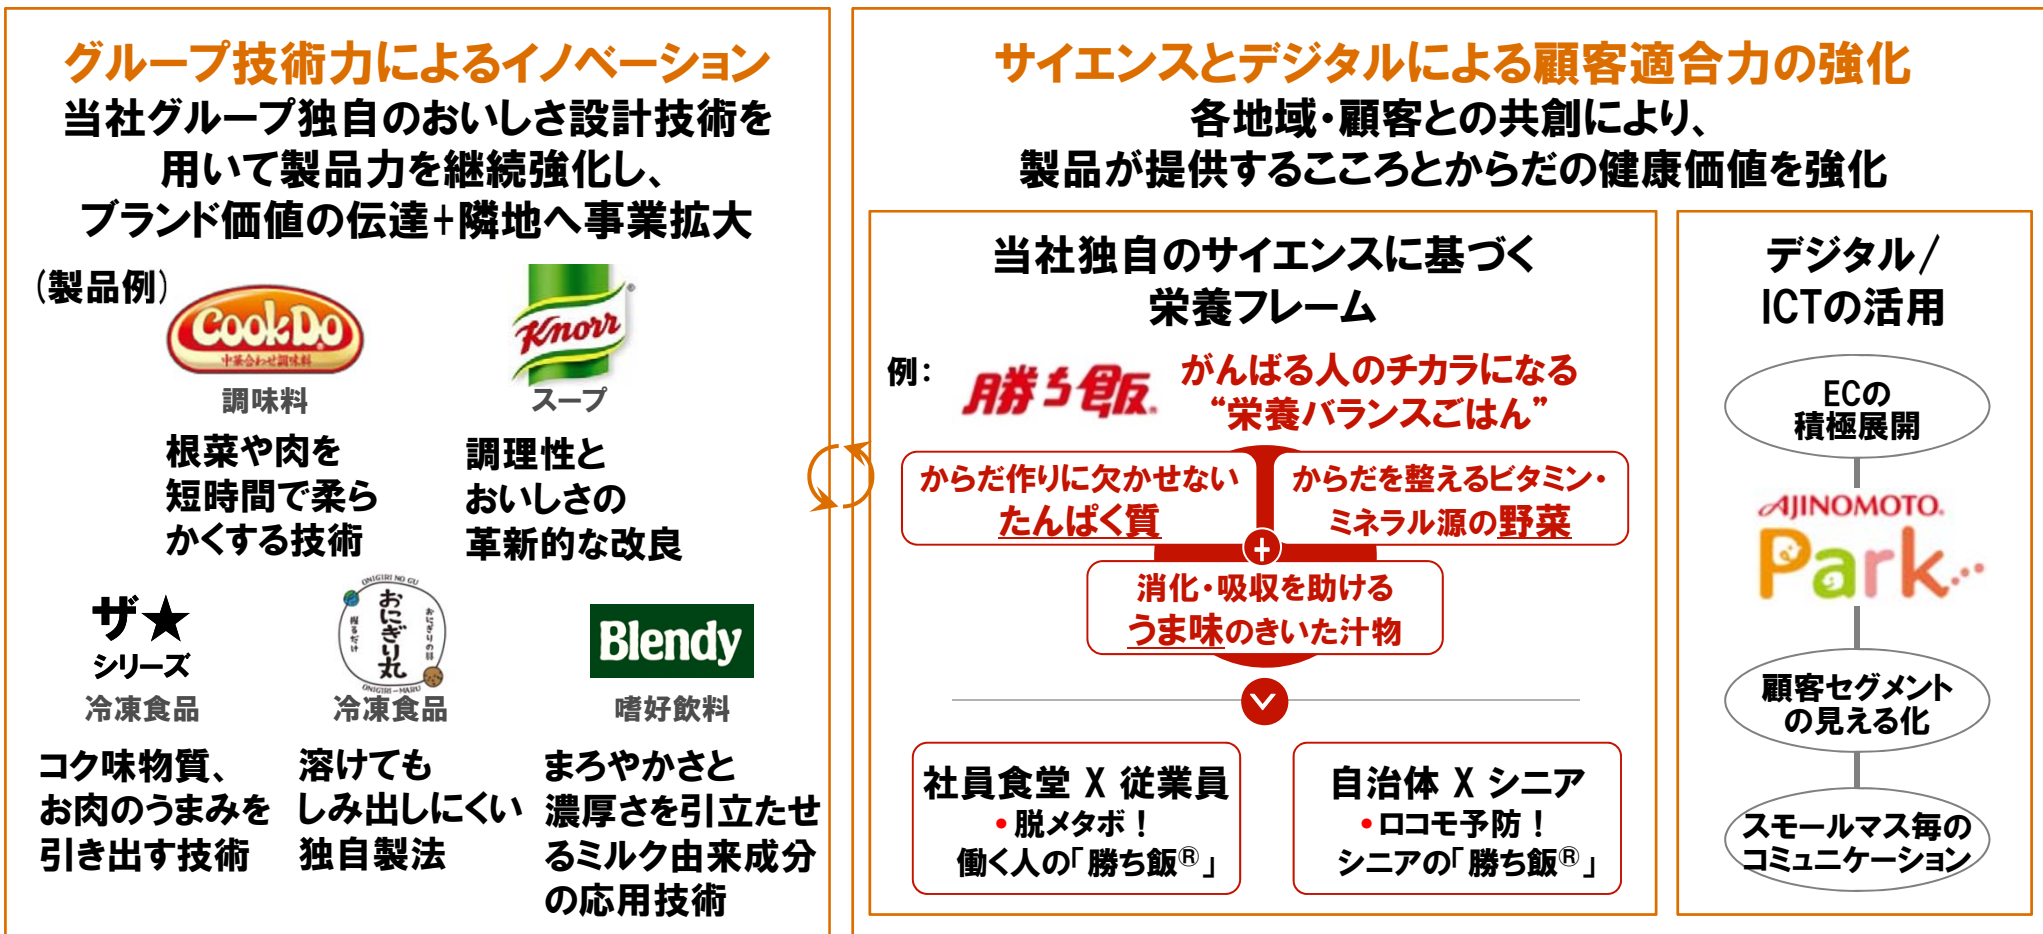 グループ技術力によるイノベーション
当社グループ独自のおいしさ設計技術を
用いて製品力を継続強化し、
ブランド価値の伝達+隣地へ事業拡大
(製品例)
CookDo
中華合わせ調味料
調味料
根菜や肉を
短時間で柔ら
かくする技術
Knorr®
スープ
調理性と
おいしさの
革新的な改良
ザ★
シリーズ
冷凍食品
コク味物質、
お肉のうまみを
引き出す技術
ONIGIRI NO GU
おにぎりの具
おにぎり丸
握るだけ
ONIGIRI-MARU
冷凍食品
溶けても
しみ出しにくい
独自製法
Blendy
嗜好飲料
まろやかさと
濃厚さを引立たせ
るミルク由来成分
の応用技術
サイエンスとデジタルによる顧客適合力の強化
各地域・顧客との共創により、
製品が提供するこころとからだの健康価値を強化
当社独自のサイエンスに基づく
栄養フレーム
例:
勝ち飯®
がんばる人のチカラになる
“栄養バランスごはん”
からだ作りに欠かせない
たんぱく質
からだを整えるビタミン・
ミネラル源の野菜
+
消化・吸収を助ける
うま味のきいた汁物
社員食堂 X 従業員
•脱メタボ!
働く人の「勝ち飯®」
自治体 X シニア
•ロコモ予防!
シニアの「勝ち飯®」
デジタル/
ICTの活用
ECの
積極展開
AJINOMOTO.
Park...
顧客セグメント
の見える化
スモールマス毎の
コミュニケーション